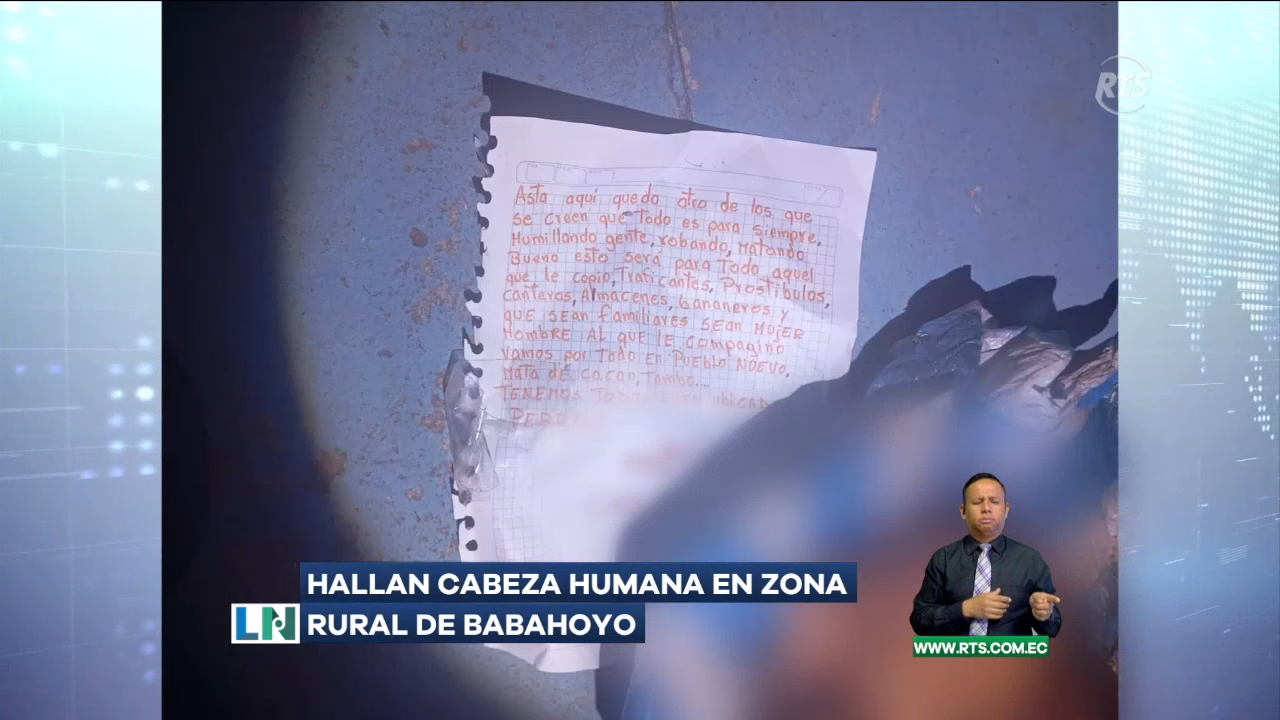 RTS
Asta aqui quedo otro de los que
se creen que Todo es para siempre.
Humillando gente, robando, Matando
Bueno esto será para Todo aquel
que le copio, Traficantes, Prostibulos,
canteros, Almacenes, bananeros y
que sean familiares SEAN MUJER
HOMBRE AL que LE compagino
Vamos por Todo en PUEBLO NUEVO,
Mata de cacao, Tambo...
TENEMOS
HALLAN CABEZA HUMANA EN ZONA
LN RURAL DE BABAHOYO
WWW.RTS.COM.EC